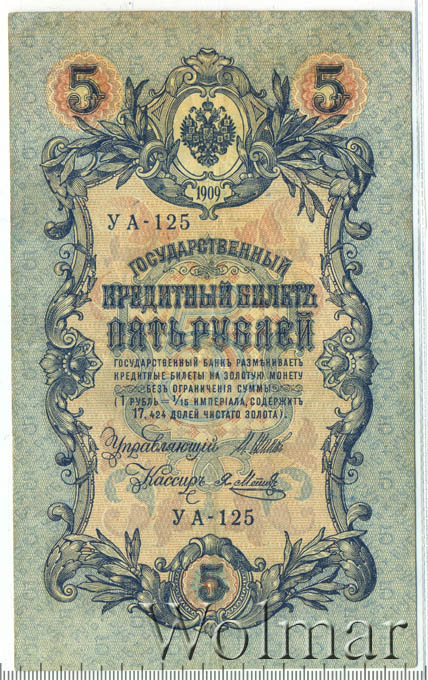 5 5
1909
УА-125
ГОСУДАРСТВЕННЫЙ
КРЕДИТНЫЙ БИЛЕТЪ
ПЯТЬ РУБЛЕЙ
ГОСУДАРСТВЕННЫЙ БАНКЪ РАЗМѢНИВАЕТЪ
КРЕДИТНЫЕ БИЛЕТЫ НА ЗОЛОТУЮ МОНЕТУ
БЕЗЪ ОГРАНИЧЕНІЯ СУММЫ
(1 РУБЛЬ = 1/15 ИМПЕРІАЛА, СОДЕРЖИТЪ
17,424 ДОЛЕЙ ЧИСТАГО ЗОЛОТА).
Управляющій
Кассиръ
УА-125
5
Wolmar